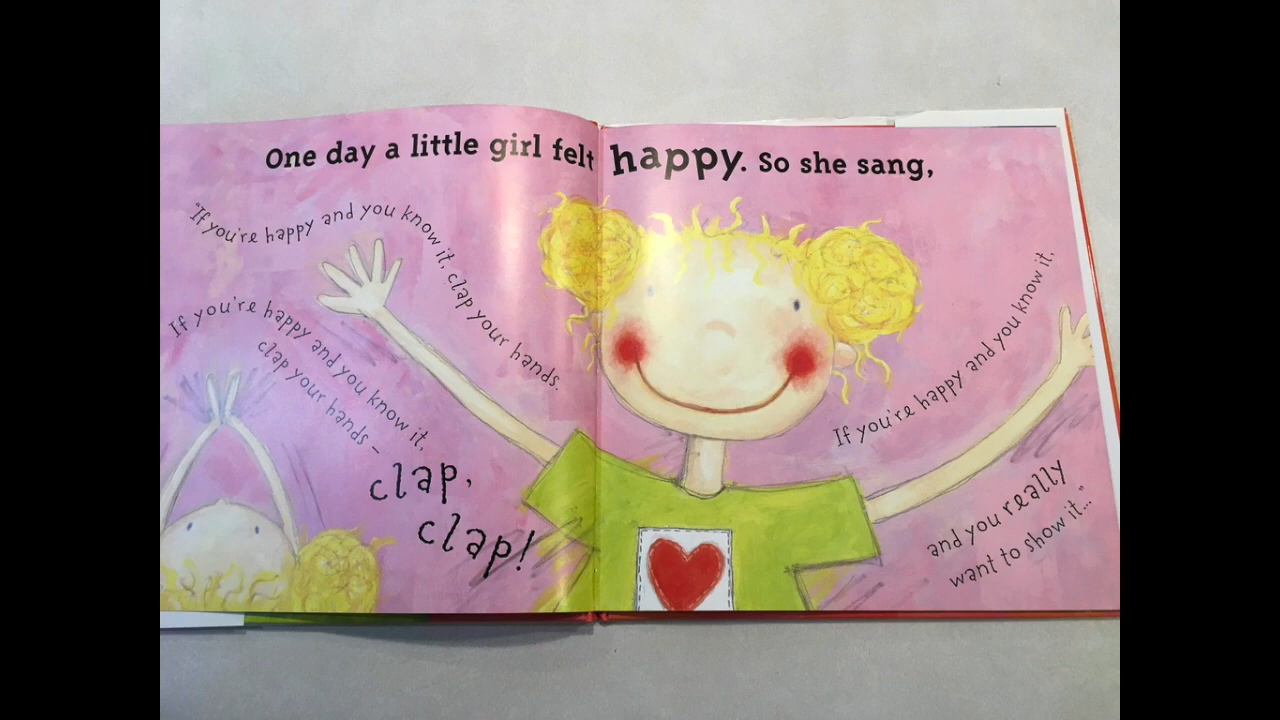 One day a little girl felt happy. So she sang,
"If you're happy and you know it, clap your hands.
If you're happy and you know it,
clap your hands –
clap,
clap!
If you're happy and you know it,
and you really
want to show it..."